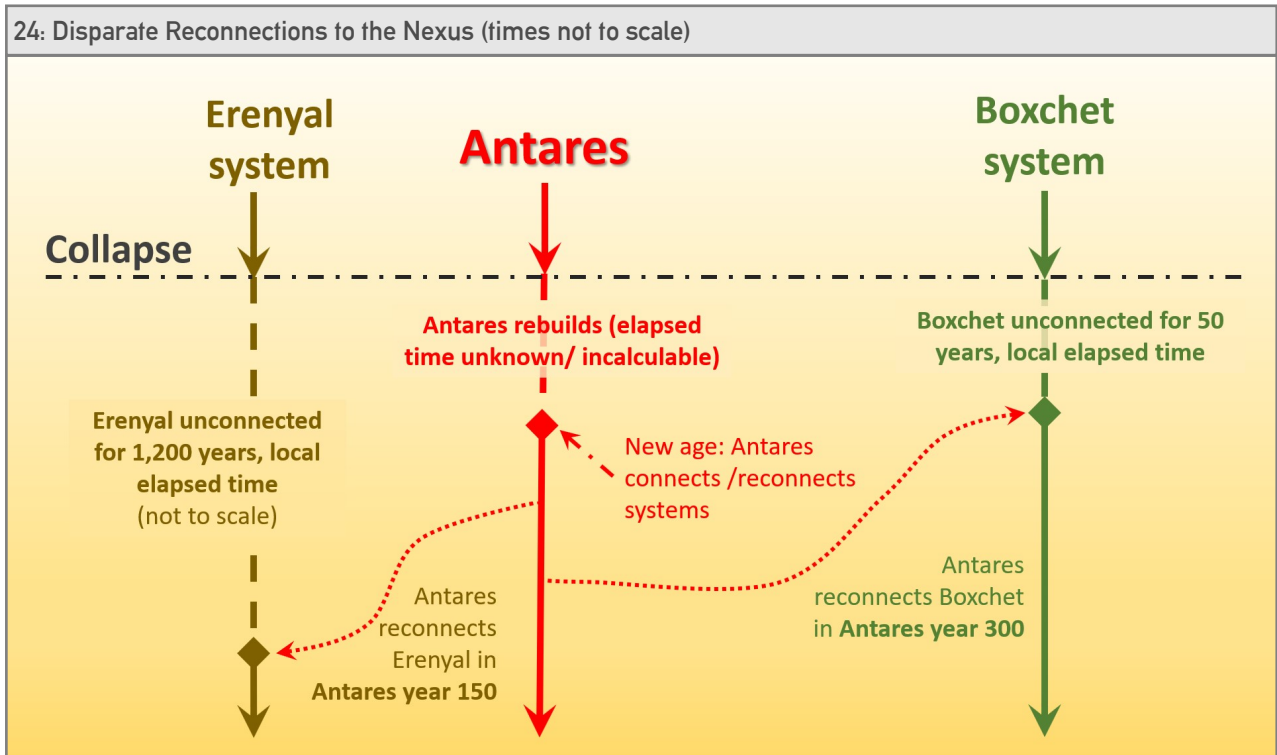 24: Disparate Reconnections to the Nexus (times not to scale)
Erenyal
system
Antares
Boxchet
system
Collapse
Antares rebuilds (elapsed
time unknown/ incalculable)
Boxchet unconnected for 50
years, local elapsed time
Erenyal unconnected
for 1,200 years, local
elapsed time
(not to scale)
New age: Antares
connects /reconnects
systems
Antares
reconnects
Erenyal in
Antares year 150
Antares
reconnects Boxchet
in Antares year 300